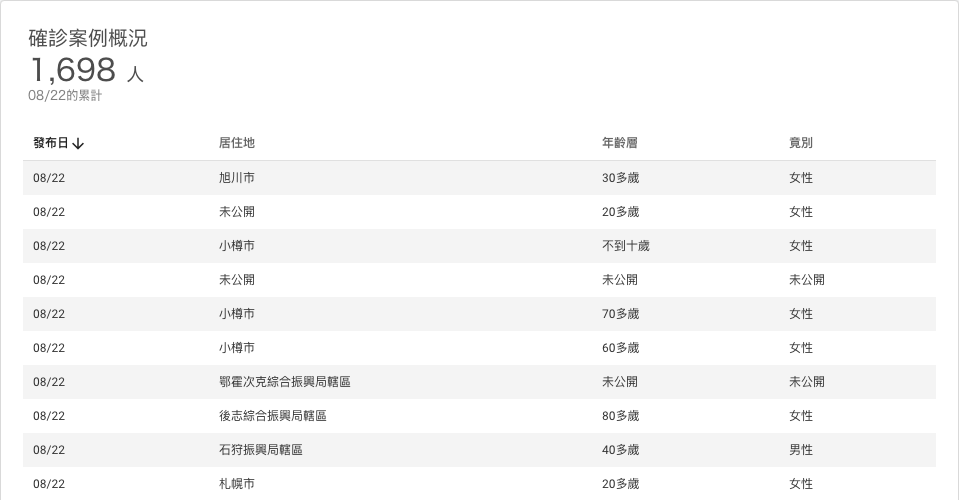 確診案例概況
1,698 人
08/22的累計
發布日↓ 居住地 年齡層 竟別
08/22 旭川市 30多歲 女性
08/22 未公開 20多歲 女性
08/22 小樽市 不到十歲 女性
08/22 未公開 未公開 未公開
08/22 小樽市 70多歲 女性
08/22 小樽市 60多歲 女性
08/22 鄂霍次克綜合振興局轄區 未公開 未公開
08/22 後志綜合振興局轄區 80多歲 女性
08/22 石狩振興局轄區 40多歲 男性
08/22 札幌市 20多歲 女性